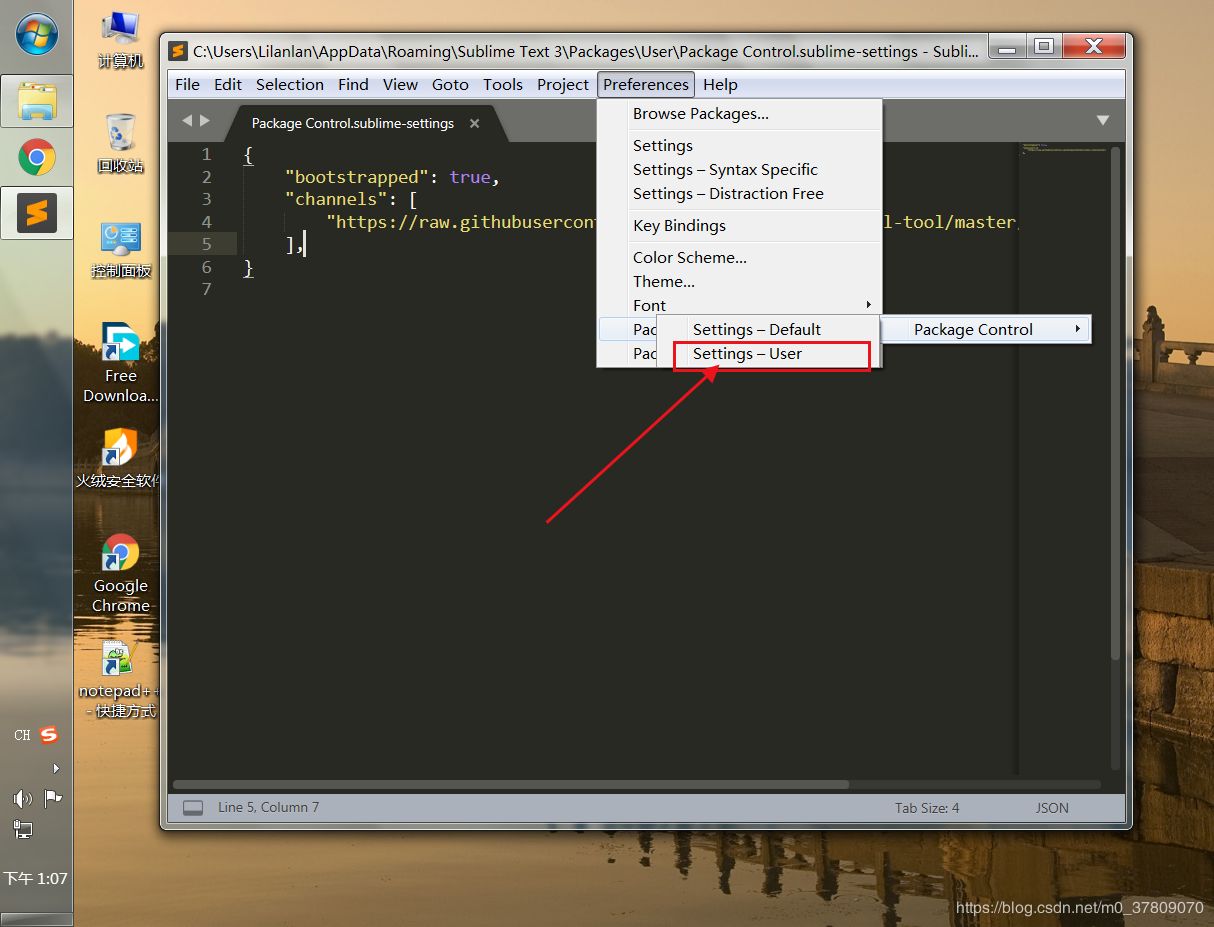 计算机
回收站
控制面板
Free
Downloa...
火绒安全软件
Google
Chrome
notepad++
- 快捷方式
CH
下午 1:07
C:\Users\Lilanlan\AppData\Roaming\Sublime Text 3\Packages\User\Package Control.sublime-settings - Subli...
File Edit Selection Find View Goto Tools Project Preferences Help
Package Control.sublime-settings ×
1 {
2 "bootstrapped": true,
3 "channels": [
4 "https://raw.githubusercont l-tool/master/
5 ],
6 }
7
Browse Packages...
Settings
Settings – Syntax Specific
Settings – Distraction Free
Key Bindings
Color Scheme...
Theme...
Font
Pac
Pac
Settings – Default
Settings – User
Package Control
Line 5, Column 7
Tab Size: 4
JSON
https://blog.csdn.net/m0_37809070